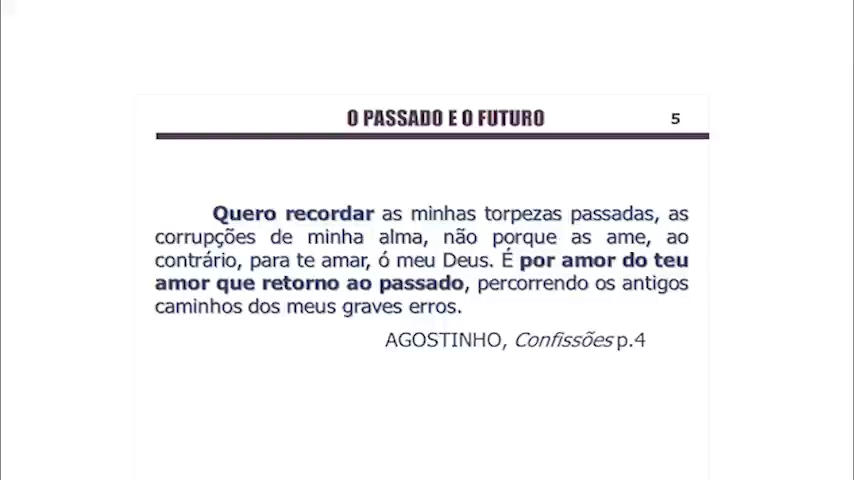 O PASSADO E O FUTURO 5
Quero recordar as minhas torpezas passadas, as
corrupções de minha alma, não porque as ame, ao
contrário, para te amar, ó meu Deus. É por amor do teu
amor que retorno ao passado, percorrendo os antigos
caminhos dos meus graves erros.
AGOSTINHO, Confissões p.4